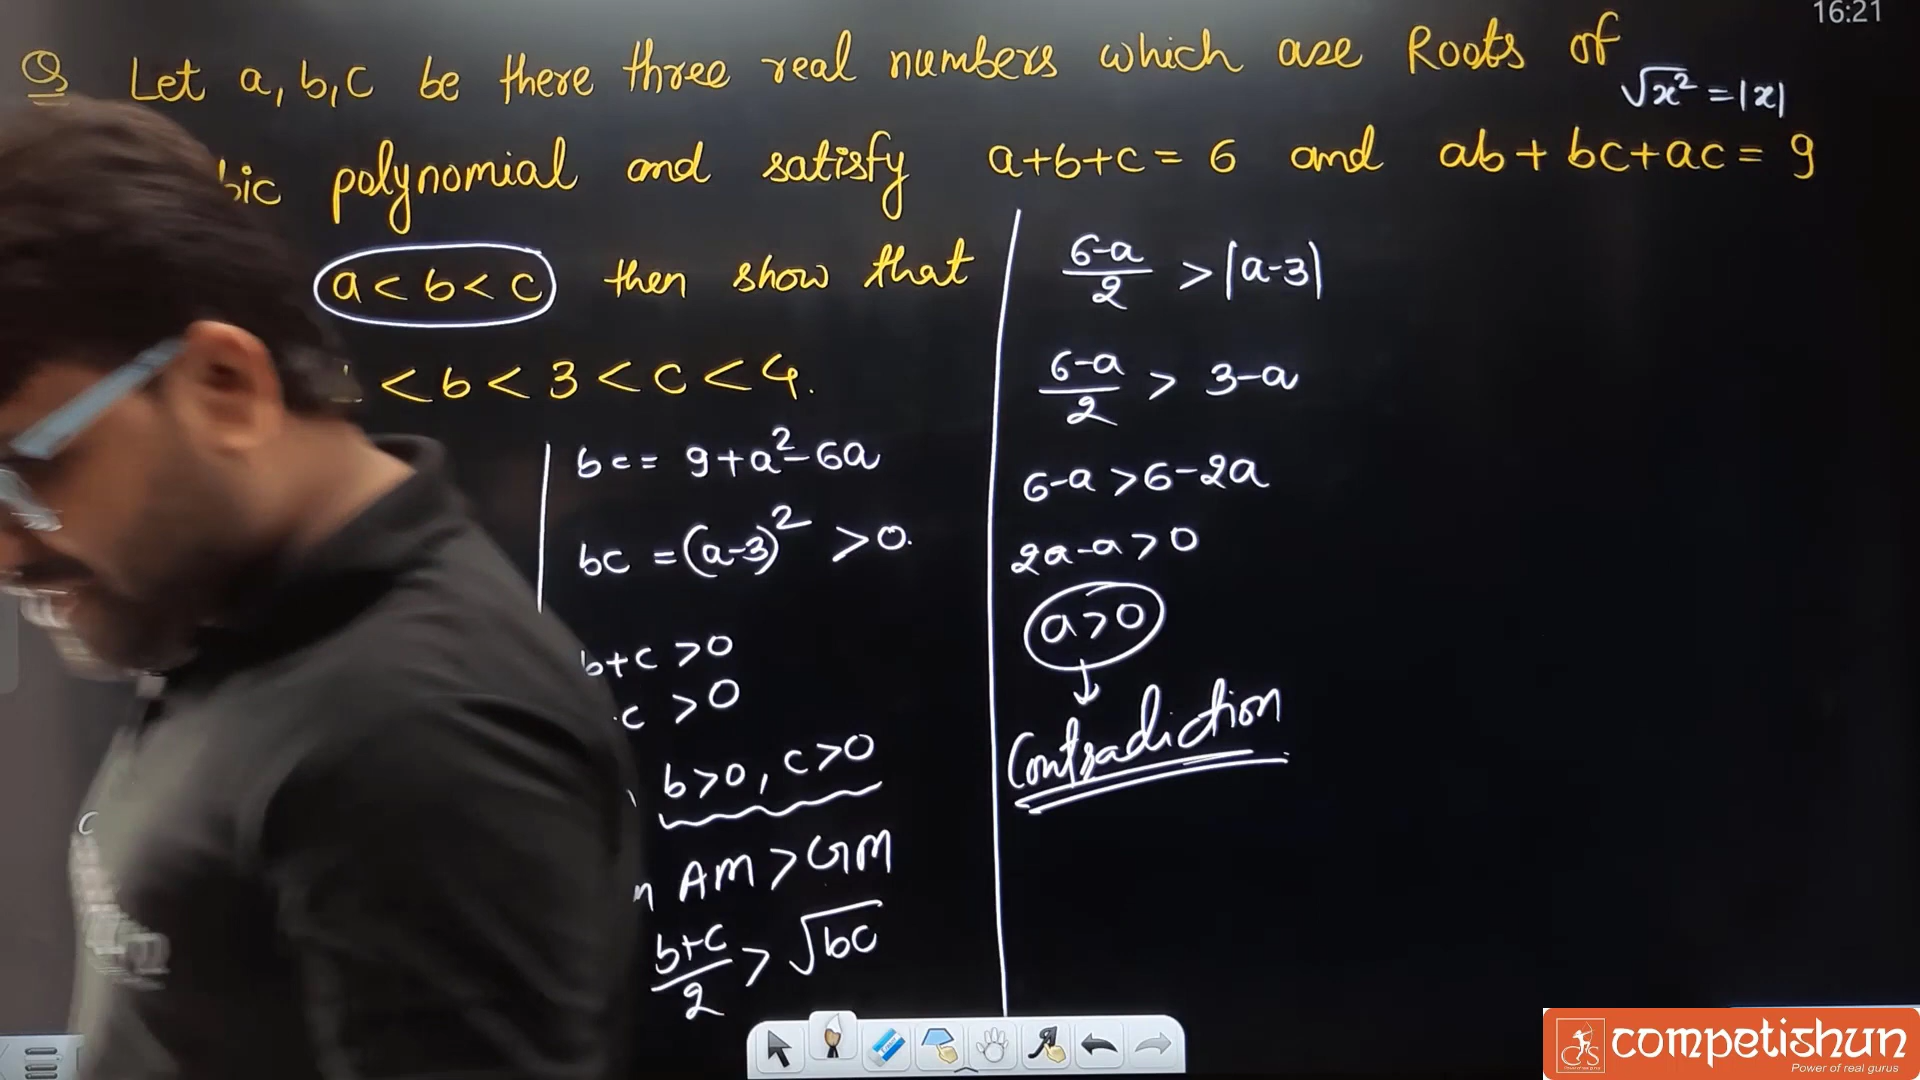 16:21
Q Let a, b, c be there three real numbers which are Roots of
√x² = |x|
bic polynomial and satisfy a+b+c = 6 and ab + bc+ac = 9
a < b < c then show that
< b < 3 < c < 4.
bc = 9+a²-6a
bc = (a-3)² > 0.
b+c > 0
c > 0
b > 0, c > 0
AM > GM
b+c/2 > √bc
6-a/2 > |a-3|
6-a/2 > 3-a
6-a > 6-2a
2a-a > 0
a > 0
↓
Contradiction
competishun
Power of real gurus